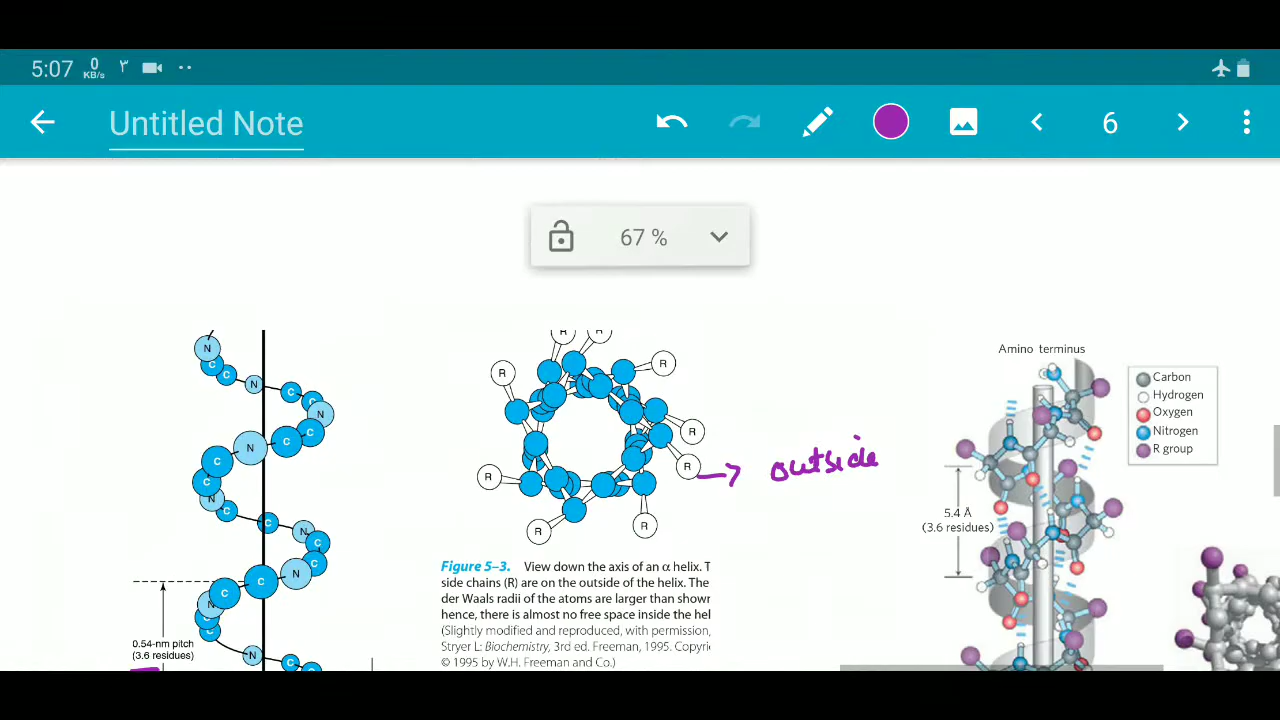 5:07 0 KB/s ٣
Untitled Note
6
67 %
N
C
C
N
C
C
N
C
C
N
C
C
N
C
C
N
C
C
N
C
C
N
C
N
C
C
N
C
C
0.54-nm pitch
(3.6 residues)
R
R
R
R
R
R
R
R
R
outside
Figure 5–3. View down the axis of an α helix. T
side chains (R) are on the outside of the helix. The
der Waals radii of the atoms are larger than shown
hence, there is almost no free space inside the hel
(Slightly modified and reproduced, with permission,
Stryer L: Biochemistry, 3rd ed. Freeman, 1995. Copyri
© 1995 by W.H. Freeman and Co.)
Amino terminus
5.4 Å
(3.6 residues)
Carbon
Hydrogen
Oxygen
Nitrogen
R group